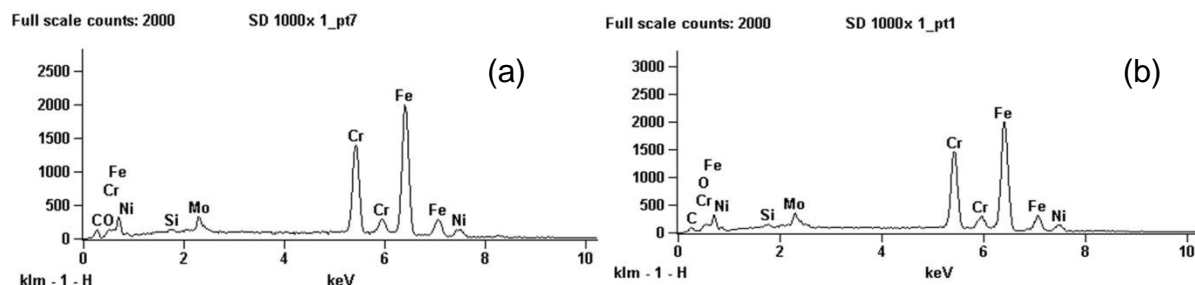 Full scale counts: 2000 SD 1000x 1_pt7
(a)
2500
2000
1500
1000
500
0
Fe
Cr
Fe
Cr
C O Ni Si Mo Cr Fe Ni
0 2 4 6 8 10
klm - 1 - H keV
Full scale counts: 2000 SD 1000x 1_pt1
(b)
3000
2500
2000
1500
1000
500
0
Fe
Cr
Fe
O
C Cr Ni Si Mo Cr Fe Ni
0 2 4 6 8 10
klm - 1 - H keV